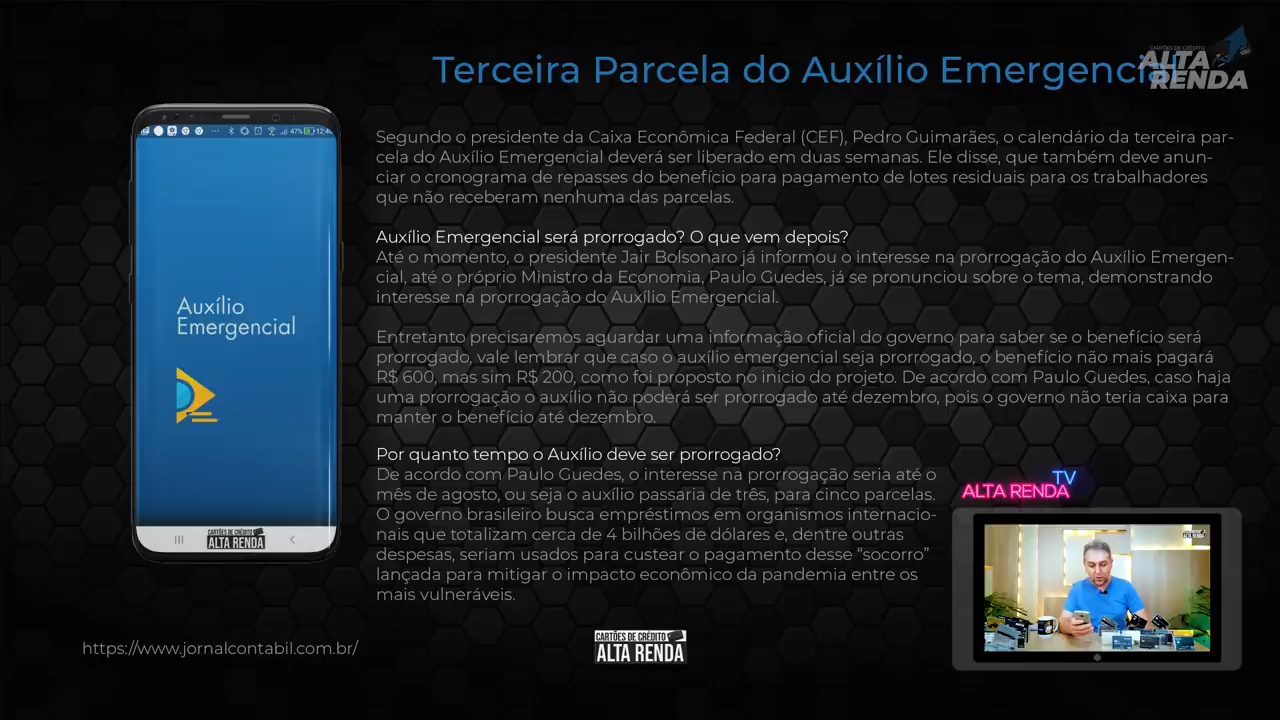 Terceira Parcela do Auxílio Emergencial
CARTÕES DE CRÉDITO
ALTA
RENDA
47% 12:46
Segundo o presidente da Caixa Econômica Federal (CEF), Pedro Guimarães, o calendário da terceira par-
cela do Auxílio Emergencial deverá ser liberado em duas semanas. Ele disse, que também deve anun-
ciar o cronograma de repasses do benefício para pagamento de lotes residuais para os trabalhadores
que não receberam nenhuma das parcelas.
Auxílio Emergencial será prorrogado? O que vem depois?
Até o momento, o presidente Jair Bolsonaro já informou o interesse na prorrogação do Auxílio Emergen-
cial, até o próprio Ministro da Economia, Paulo Guedes, já se pronunciou sobre o tema, demonstrando
interesse na prorrogação do Auxílio Emergencial.
Auxílio
Emergencial
Entretanto precisaremos aguardar uma informação oficial do governo para saber se o benefício será
prorrogado, vale lembrar que caso o auxílio emergencial seja prorrogado, o benefício não mais pagará
R$ 600, mas sim R$ 200, como foi proposto no inicio do projeto. De acordo com Paulo Guedes, caso haja
uma prorrogação o auxílio não poderá ser prorrogado até dezembro, pois o governo não teria caixa para
manter o benefício até dezembro.
Por quanto tempo o Auxílio deve ser prorrogado?
De acordo com Paulo Guedes, o interesse na prorrogação seria até o
mês de agosto, ou seja o auxílio passaria de três, para cinco parcelas.
O governo brasileiro busca empréstimos em organismos internacio-
nais que totalizam cerca de 4 bilhões de dólares e, dentre outras
despesas, seriam usados para custear o pagamento desse “socorro”
lançada para mitigar o impacto econômico da pandemia entre os
mais vulneráveis.
CARTÕES DE CRÉDITO
ALTA RENDA
TV
ALTA RENDA
ALTA RENDA
https://www.jornalcontabil.com.br/
CARTÕES DE CRÉDITO
ALTA RENDA